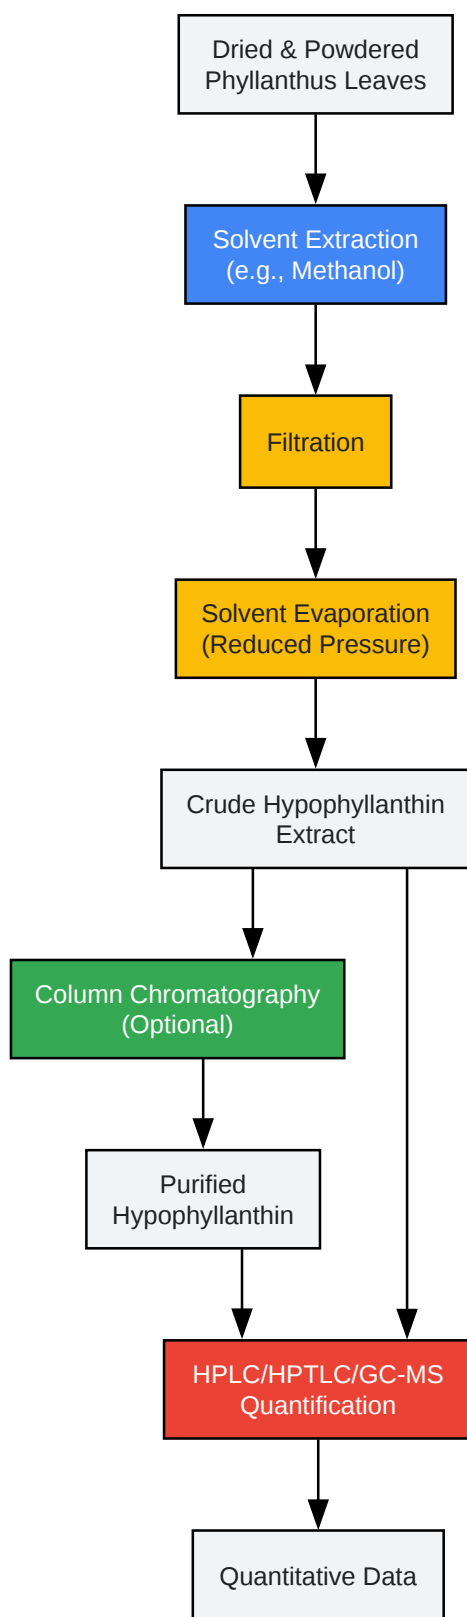 Dried & Powdered
Phyllanthus Leaves
Solvent Extraction
(e.g., Methanol)
Filtration
Solvent Evaporation
(Reduced Pressure)
Crude Hypophyllanthin
Extract
Column Chromatography
(Optional)
Purified
Hypophyllanthin
HPLC/HPTLC/GC-MS
Quantification
Quantitative Data